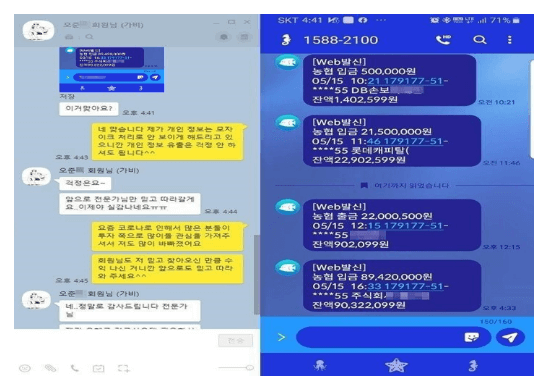 오준 회원님 (가비)
저장
이거맞아요?
오후 4:41
네 맞습니다 제가 개인 정보는 모자
이크 처리로 안 보이게 해드리고 있
으니깐 개인 정보 유출은 걱정 안 하
셔도 됩니다^^
오후 4:43
오준 회원님 (가비)
걱정은요~
앞으로 전문가님만 믿고 따라갈게
요..이제야 실감나네요ㅠㅠ
오후 4:44
요즘 코로나로 인해서 많은 분들이
투자 쪽으로 많이들 관심을 가져주
셔서 저도 많이 바빠졌어요
회원님도 저 믿고 찾아오신 만큼 수
익 나신 거니깐 앞으로도 믿고 따라
와 주세요^^
오후 4:45
오준 회원님 (가비)
네..정말로 감사드립니다 전문가
님
전송
SKT 4:41
71%
1588-2100
[Web발신]
농협 입금 500,000원
05/15 10:21 179177-51-
****55 DB손보
잔액1,402,599원
오전 10:21
[Web발신]
농협 입금 21,500,000원
05/15 11:46 179177-51-
****55 롯데캐피탈(
잔액22,902,599원
오전 11:46
여기까지 읽었습니다
[Web발신]
농협 출금 22,000,500원
05/15 12:15 179177-51-
****55
잔액902,099원
오후 12:15
[Web발신]
농협 입금 89,420,000원
05/15 16:33 179177-51-
****55 주식회사
잔액90,322,099원
오후 4:33
150/160